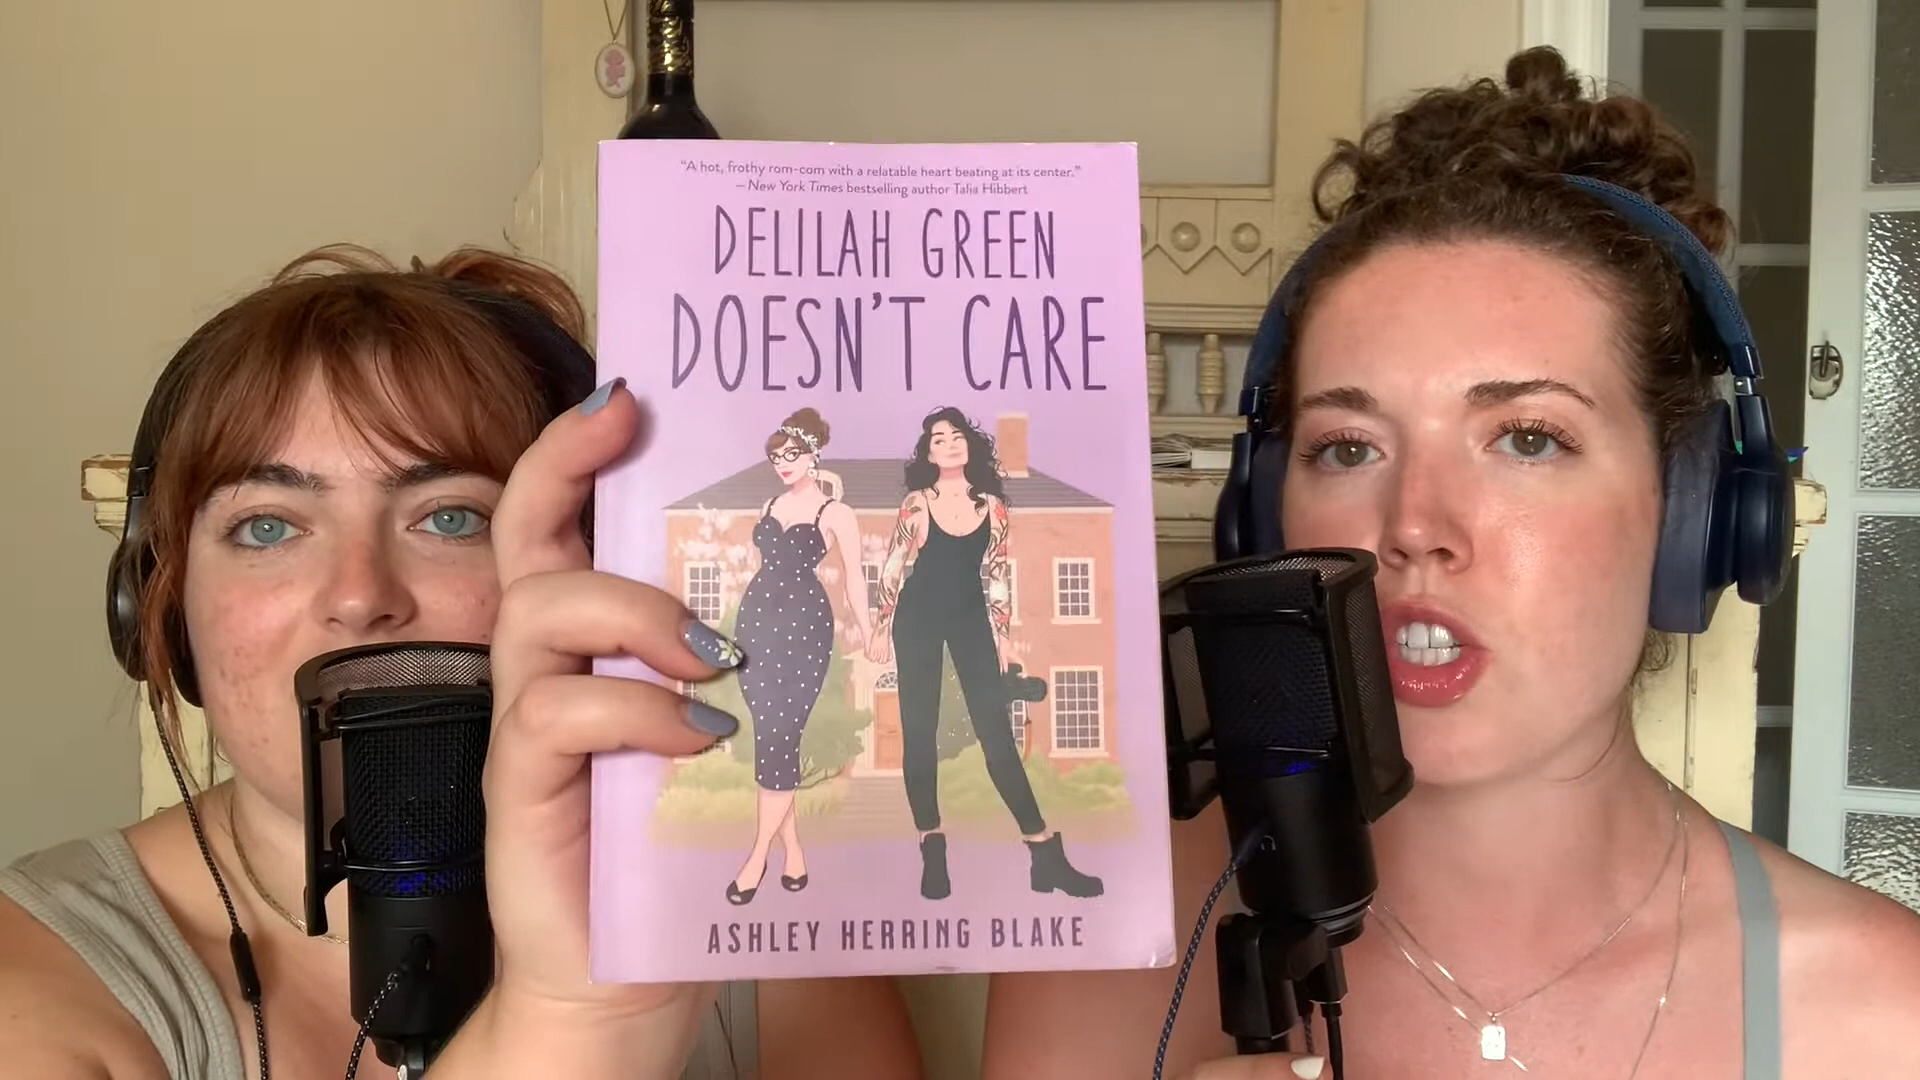 "A hot, frothy rom-com with a relatable heart beating at its center."
—New York Times bestselling author Talia Hibbert
DELILAH GREEN
DOESN'T CARE
ASHLEY HERRING BLAKE